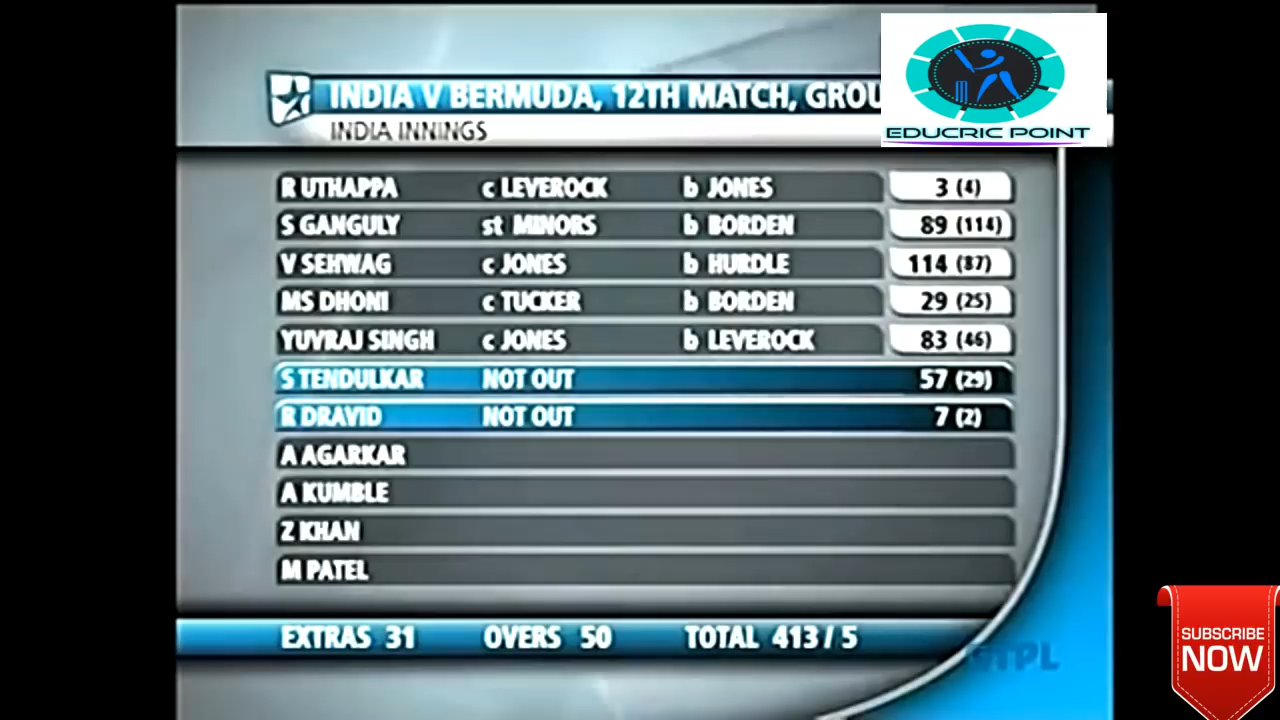 INDIA V BERMUDA, 12TH MATCH, GROU
INDIA INNINGS
EDUCRIC POINT
R UTHAPPA c LEVEROCK b JONES 3 (4)
S GANGULY st MINORS b BORDEN 89 (114)
V SEHWAG c JONES b HURDLE 114 (87)
MS DHONI c TUCKER b BORDEN 29 (25)
YUVRAJ SINGH c JONES b LEVEROCK 83 (46)
S TENDULKAR NOT OUT 57 (29)
R DRAVID NOT OUT 7 (2)
A AGARKAR
A KUMBLE
Z KHAN
M PATEL
EXTRAS 31 OVERS 50 TOTAL 413 / 5
GTPL
SUBSCRIBE
NOW